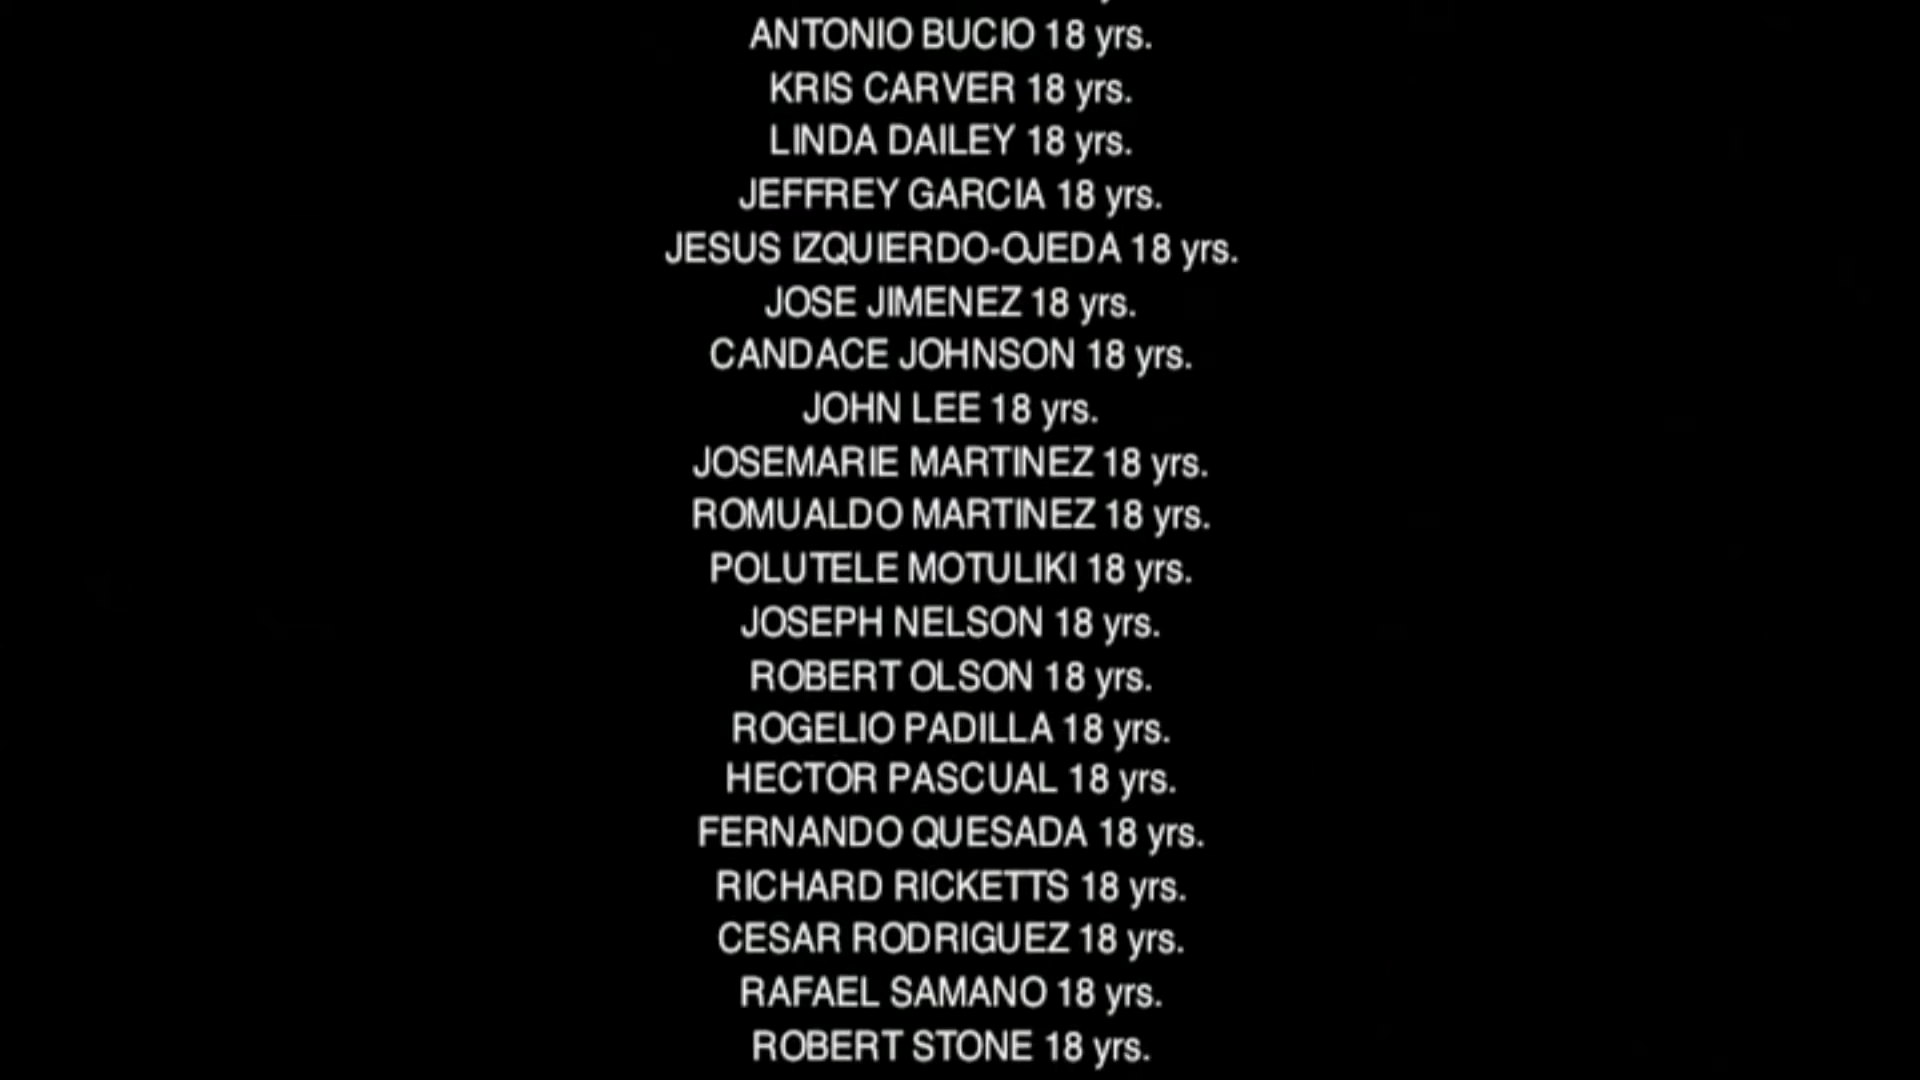 ANTONIO BUCIO 18 yrs.
KRIS CARVER 18 yrs.
LINDA DAILEY 18 yrs.
JEFFREY GARCIA 18 yrs.
JESUS IZQUIERDO-OJEDA 18 yrs.
JOSE JIMENEZ 18 yrs.
CANDACE JOHNSON 18 yrs.
JOHN LEE 18 yrs.
JOSEMARIE MARTINEZ 18 yrs.
ROMUALDO MARTINEZ 18 yrs.
POLUTELE MOTULIKI 18 yrs.
JOSEPH NELSON 18 yrs.
ROBERT OLSON 18 yrs.
ROGELIO PADILLA 18 yrs.
HECTOR PASCUAL 18 yrs.
FERNANDO QUESADA 18 yrs.
RICHARD RICKETTS 18 yrs.
CESAR RODRIGUEZ 18 yrs.
RAFAEL SAMANO 18 yrs.
ROBERT STONE 18 yrs.